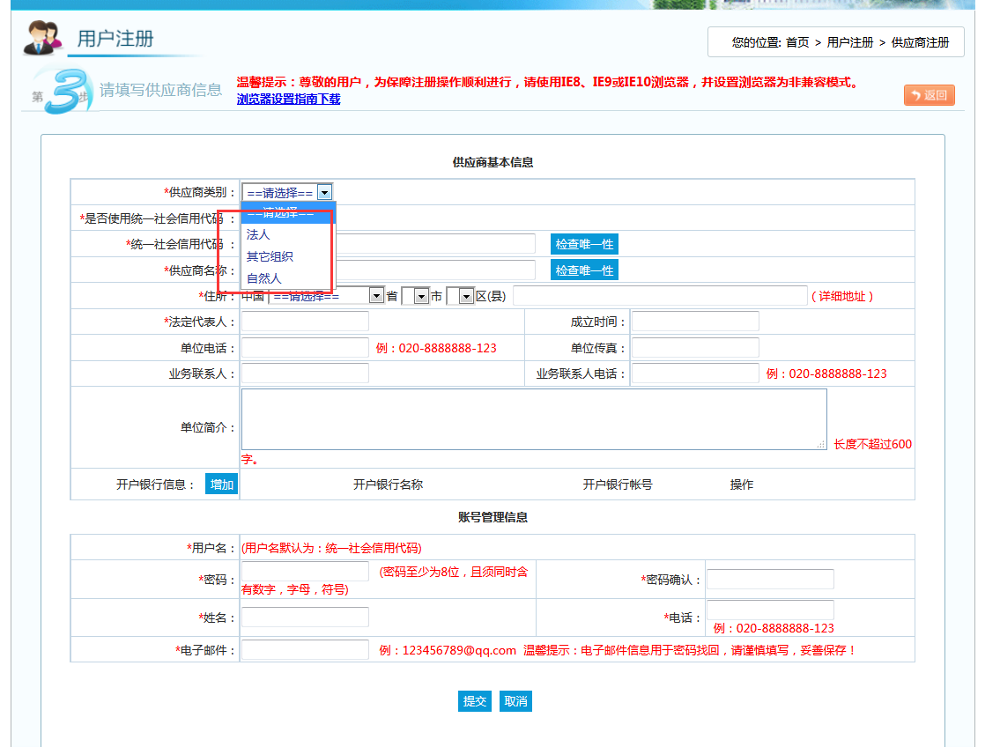 用户注册
您的位置: 首页 > 用户注册 > 供应商注册
第3步
请填写供应商信息
温馨提示：尊敬的用户，为保障注册操作顺利进行，请使用IE8、IE9或IE10浏览器，并设置浏览器为非兼容模式。
浏览器设置指南下载
返回
供应商基本信息
*供应商类别： ==请选择==
==请选择==
*是否使用统一社会信用代码：
法人
*统一社会信用代码： 检查唯一性
其它组织
*供应商名称： 检查唯一性
自然人
*住所： 中国 ==请选择== 省 市 区(县) （详细地址）
*法定代表人： 成立时间：
单位电话： 例：020-8888888-123 单位传真：
业务联系人： 业务联系人电话： 例：020-8888888-123
单位简介： 长度不超过600
字。
开户银行信息： 增加 开户银行名称 开户银行帐号 操作
账号管理信息
*用户名： (用户名默认为：统一社会信用代码)
*密码： (密码至少为8位，且须同时含
有数字，字母，符号)
*密码确认：
*姓名： *电话：
例：020-8888888-123
*电子邮件： 例：123456789@qq.com 温馨提示：电子邮件信息用于密码找回，请谨慎填写，妥善保存！
提交 取消